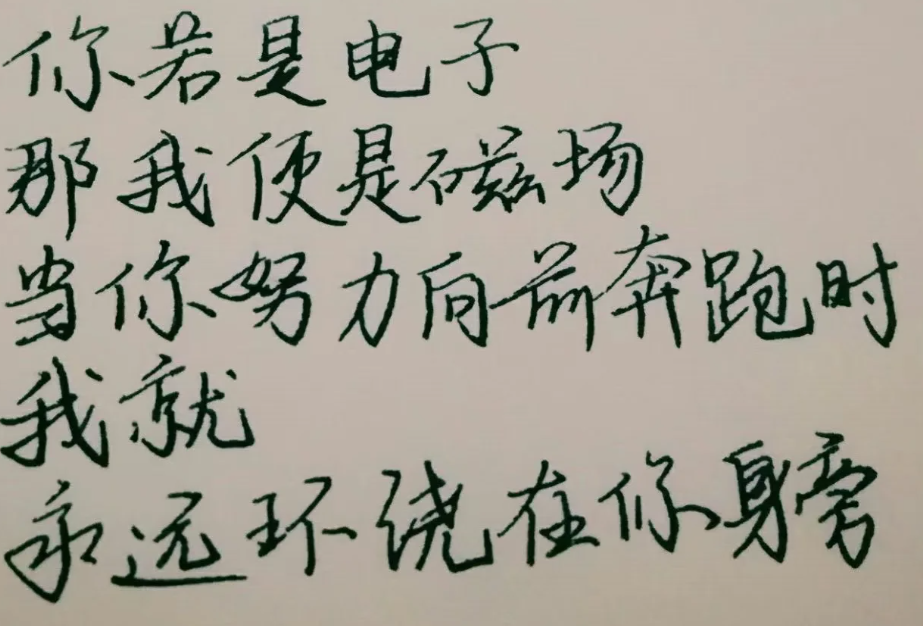 你若是电子
那我便是磁场
当你努力向前奔跑时
我就
永远环绕在你身旁